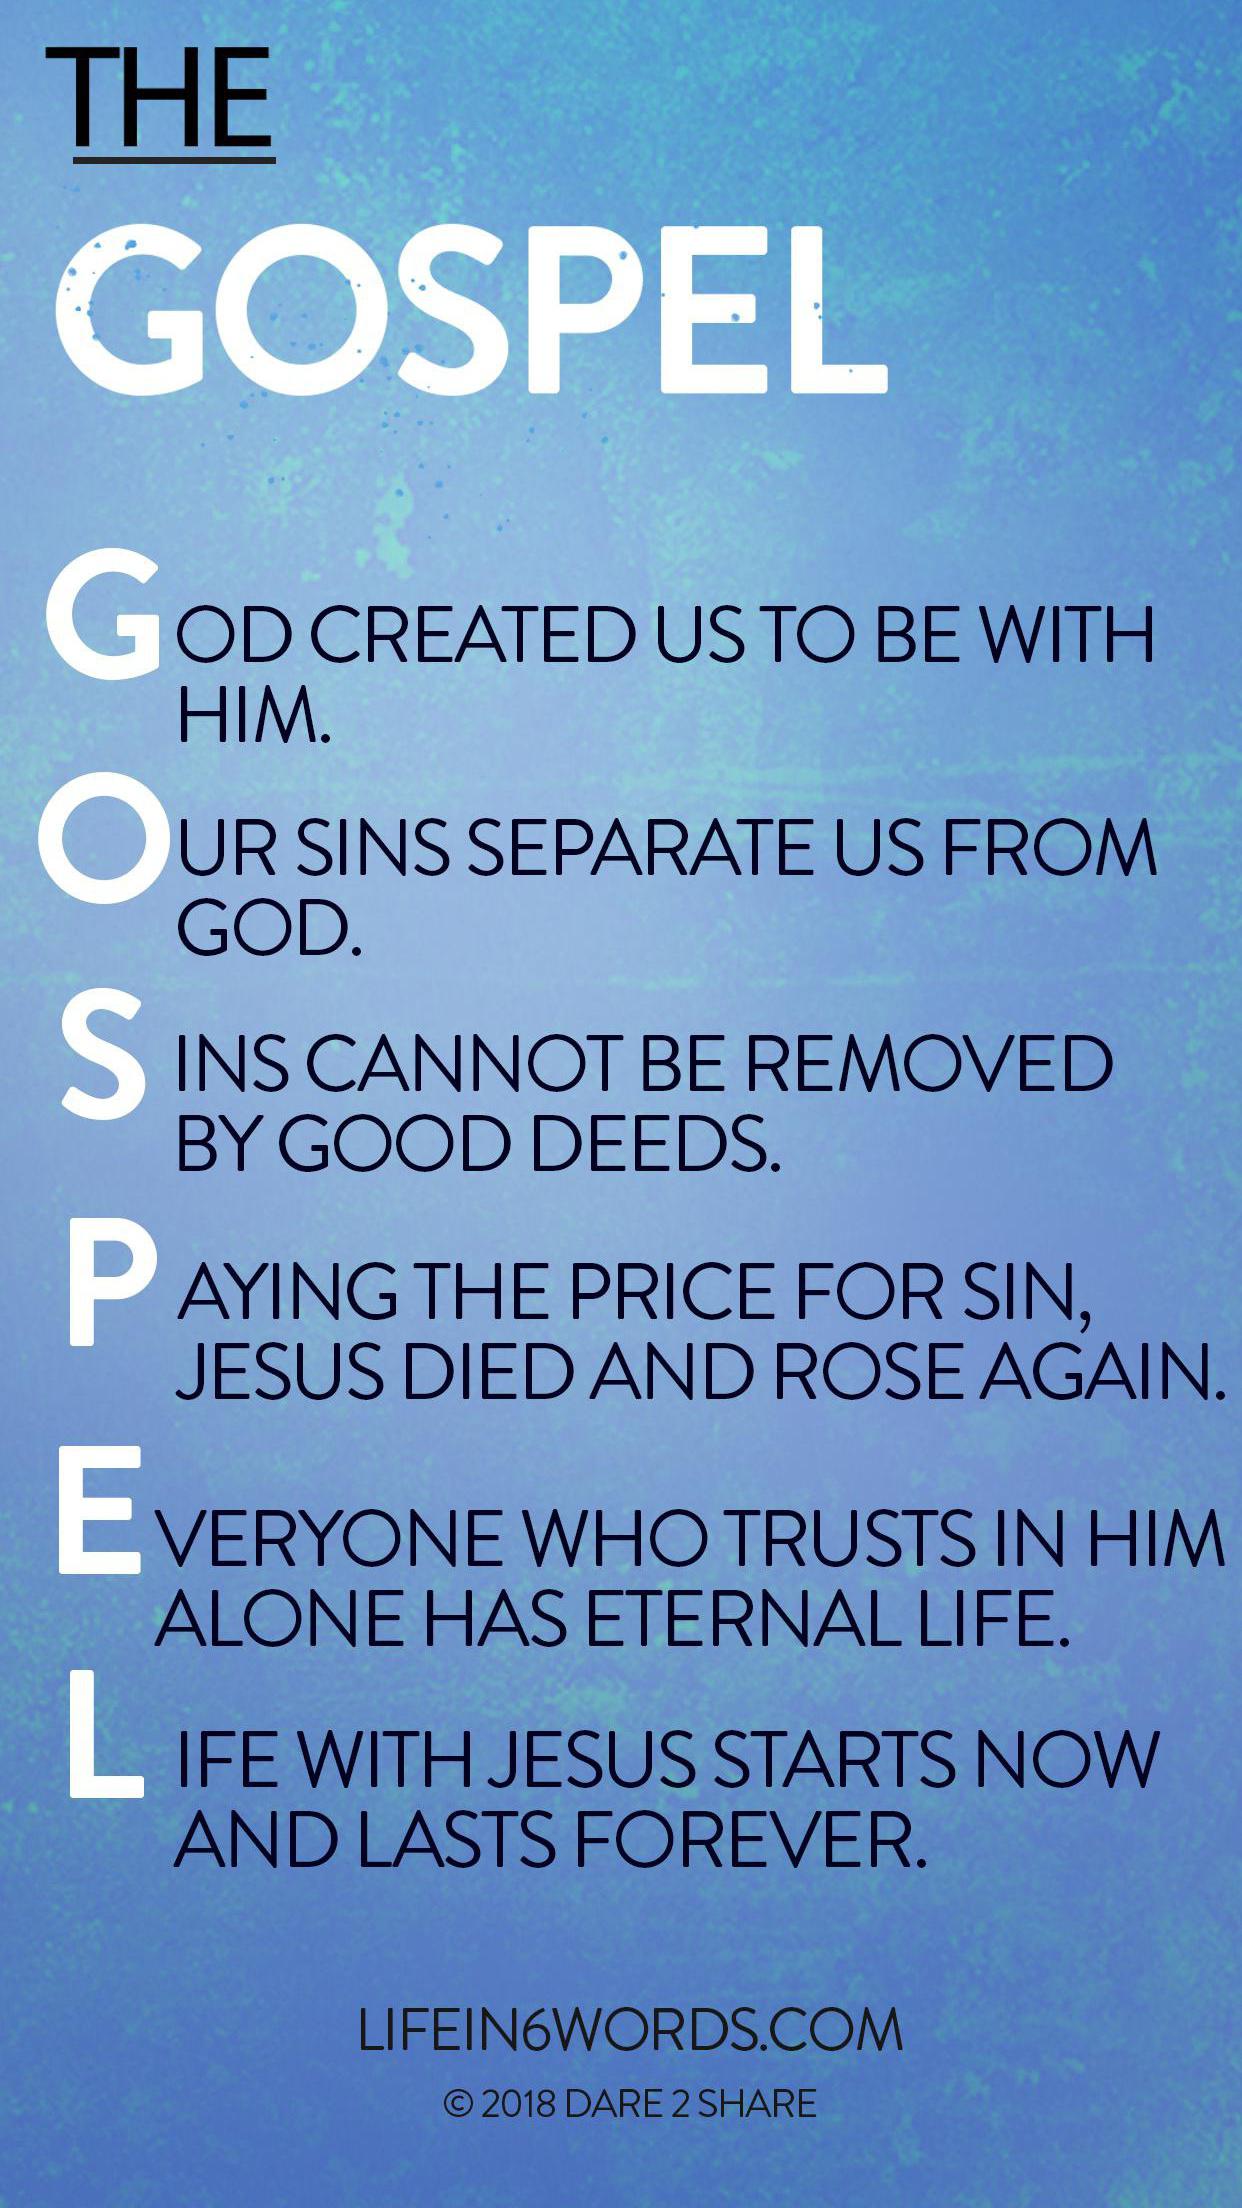 THE
GOSPEL
GOD CREATED US TO BE WITH
HIM.
OUR SINS SEPARATE US FROM
GOD.
SINS CANNOT BE REMOVED
BY GOOD DEEDS.
PAYING THE PRICE FOR SIN,
JESUS DIED AND ROSE AGAIN.
EVERYONE WHO TRUSTS IN HIM
ALONE HAS ETERNAL LIFE.
LIFE WITH JESUS STARTS NOW
AND LASTS FOREVER.
LIFEIN6WORDS.COM
© 2018 DARE 2 SHARE